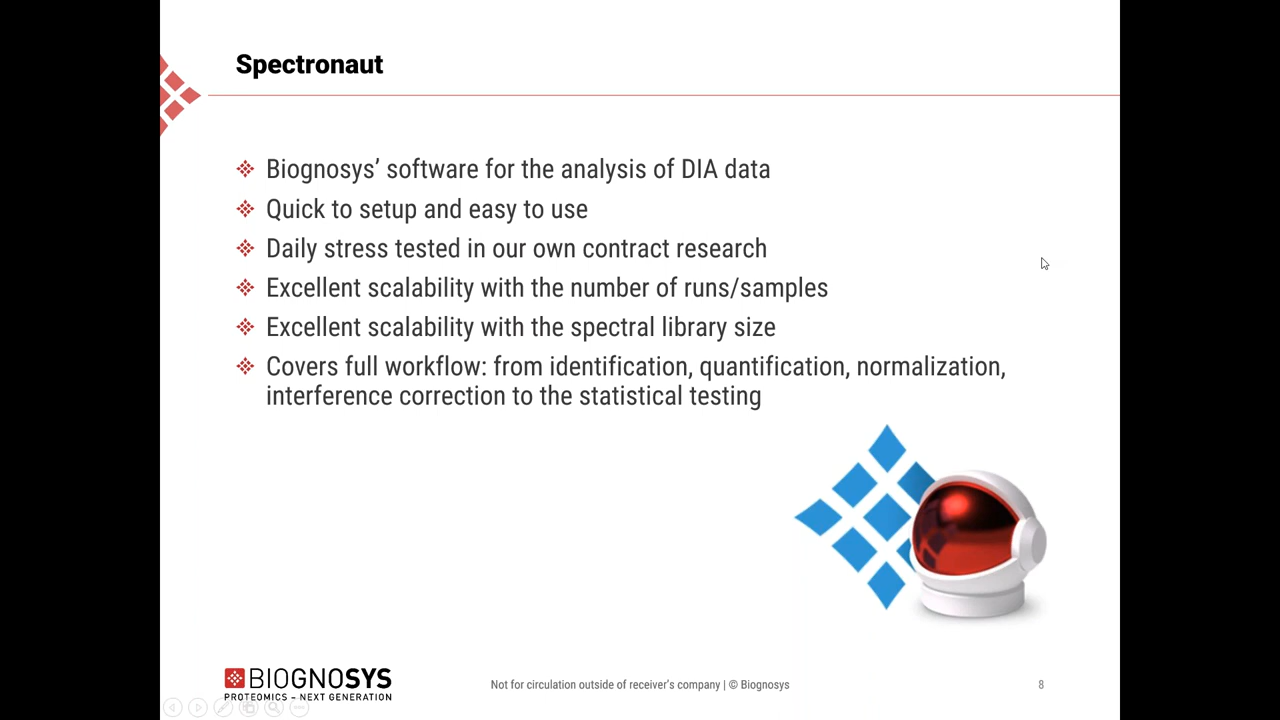 Spectronaut
Biognosys’ software for the analysis of DIA data
Quick to setup and easy to use
Daily stress tested in our own contract research
Excellent scalability with the number of runs/samples
Excellent scalability with the spectral library size
Covers full workflow: from identification, quantification, normalization,
interference correction to the statistical testing
BIOGNOSYS
PROTEOMICS – NEXT GENERATION
Not for circulation outside of receiver’s company | © Biognosys
8